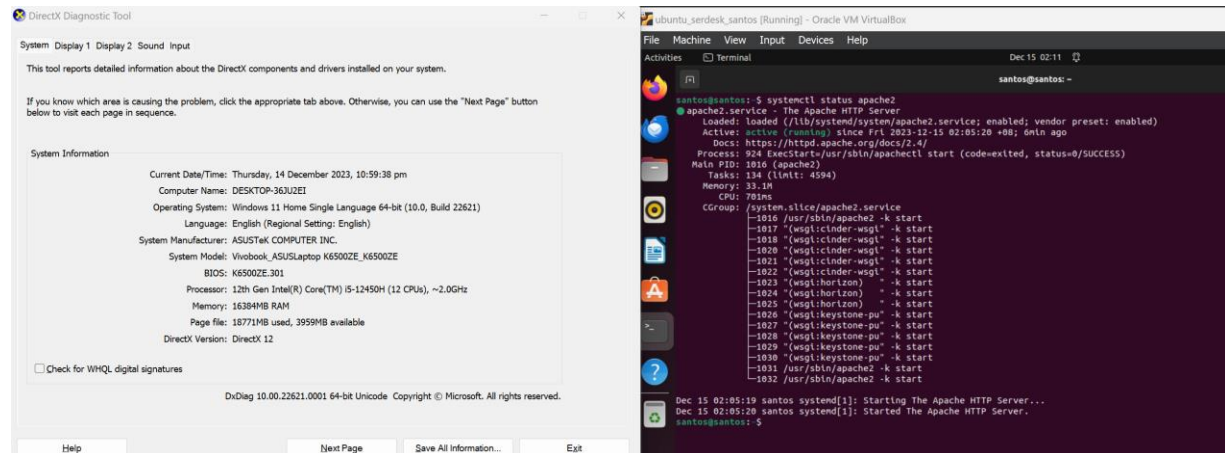 DirectX Diagnostic Tool
System Display 1 Display 2 Sound Input
This tool reports detailed information about the DirectX components and drivers installed on your system.
If you know which area is causing the problem, click the appropriate tab above. Otherwise, you can use the "Next Page" button
below to visit each page in sequence.
System Information
Current Date/Time: Thursday, 14 December 2023, 10:59:38 pm
Computer Name: DESKTOP-36JU2EI
Operating System: Windows 11 Home Single Language 64-bit (10.0, Build 22621)
Language: English (Regional Setting: English)
System Manufacturer: ASUSTeK COMPUTER INC.
System Model: Vivobook_ASUSLaptop K6500ZE_K6500ZE
BIOS: K6500ZE.301
Processor: 12th Gen Intel(R) Core(TM) i5-12450H (12 CPUs), ~2.0GHz
Memory: 16384MB RAM
Page file: 18771MB used, 3959MB available
DirectX Version: DirectX 12
Check for WHQL digital signatures
DxDiag 10.00.22621.0001 64-bit Unicode Copyright © Microsoft. All rights reserved.
Help Next Page Save All Information... Exit
ubuntu_serdesk_santos [Running] - Oracle VM VirtualBox
File Machine View Input Devices Help
Activities Terminal Dec 15 02:11
santos@santos: ~
santos@santos:~$ systemctl status apache2
● apache2.service - The Apache HTTP Server
Loaded: loaded (/lib/systemd/system/apache2.service; enabled; vendor preset: enabled)
Active: active (running) since Fri 2023-12-15 02:05:20 +08; 6min ago
Docs: https://httpd.apache.org/docs/2.4/
Process: 924 ExecStart=/usr/sbin/apachectl start (code=exited, status=0/SUCCESS)
Main PID: 1016 (apache2)
Tasks: 134 (limit: 4594)
Memory: 33.1M
CPU: 701ms
CGroup: /system.slice/apache2.service
├─1016 /usr/sbin/apache2 -k start
├─1017 "(wsgi:cinder-wsgi" -k start
├─1018 "(wsgi:cinder-wsgi" -k start
├─1020 "(wsgi:cinder-wsgi" -k start
├─1021 "(wsgi:cinder-wsgi" -k start
├─1022 "(wsgi:cinder-wsgi" -k start
├─1023 "(wsgi:horizon) " -k start
├─1024 "(wsgi:horizon) " -k start
├─1025 "(wsgi:horizon) " -k start
├─1026 "(wsgi:keystone-pu" -k start
├─1027 "(wsgi:keystone-pu" -k start
├─1028 "(wsgi:keystone-pu" -k start
├─1029 "(wsgi:keystone-pu" -k start
├─1030 "(wsgi:keystone-pu" -k start
├─1031 /usr/sbin/apache2 -k start
└─1032 /usr/sbin/apache2 -k start
Dec 15 02:05:19 santos systemd[1]: Starting The Apache HTTP Server...
Dec 15 02:05:20 santos systemd[1]: Started The Apache HTTP Server.
santos@santos:~$